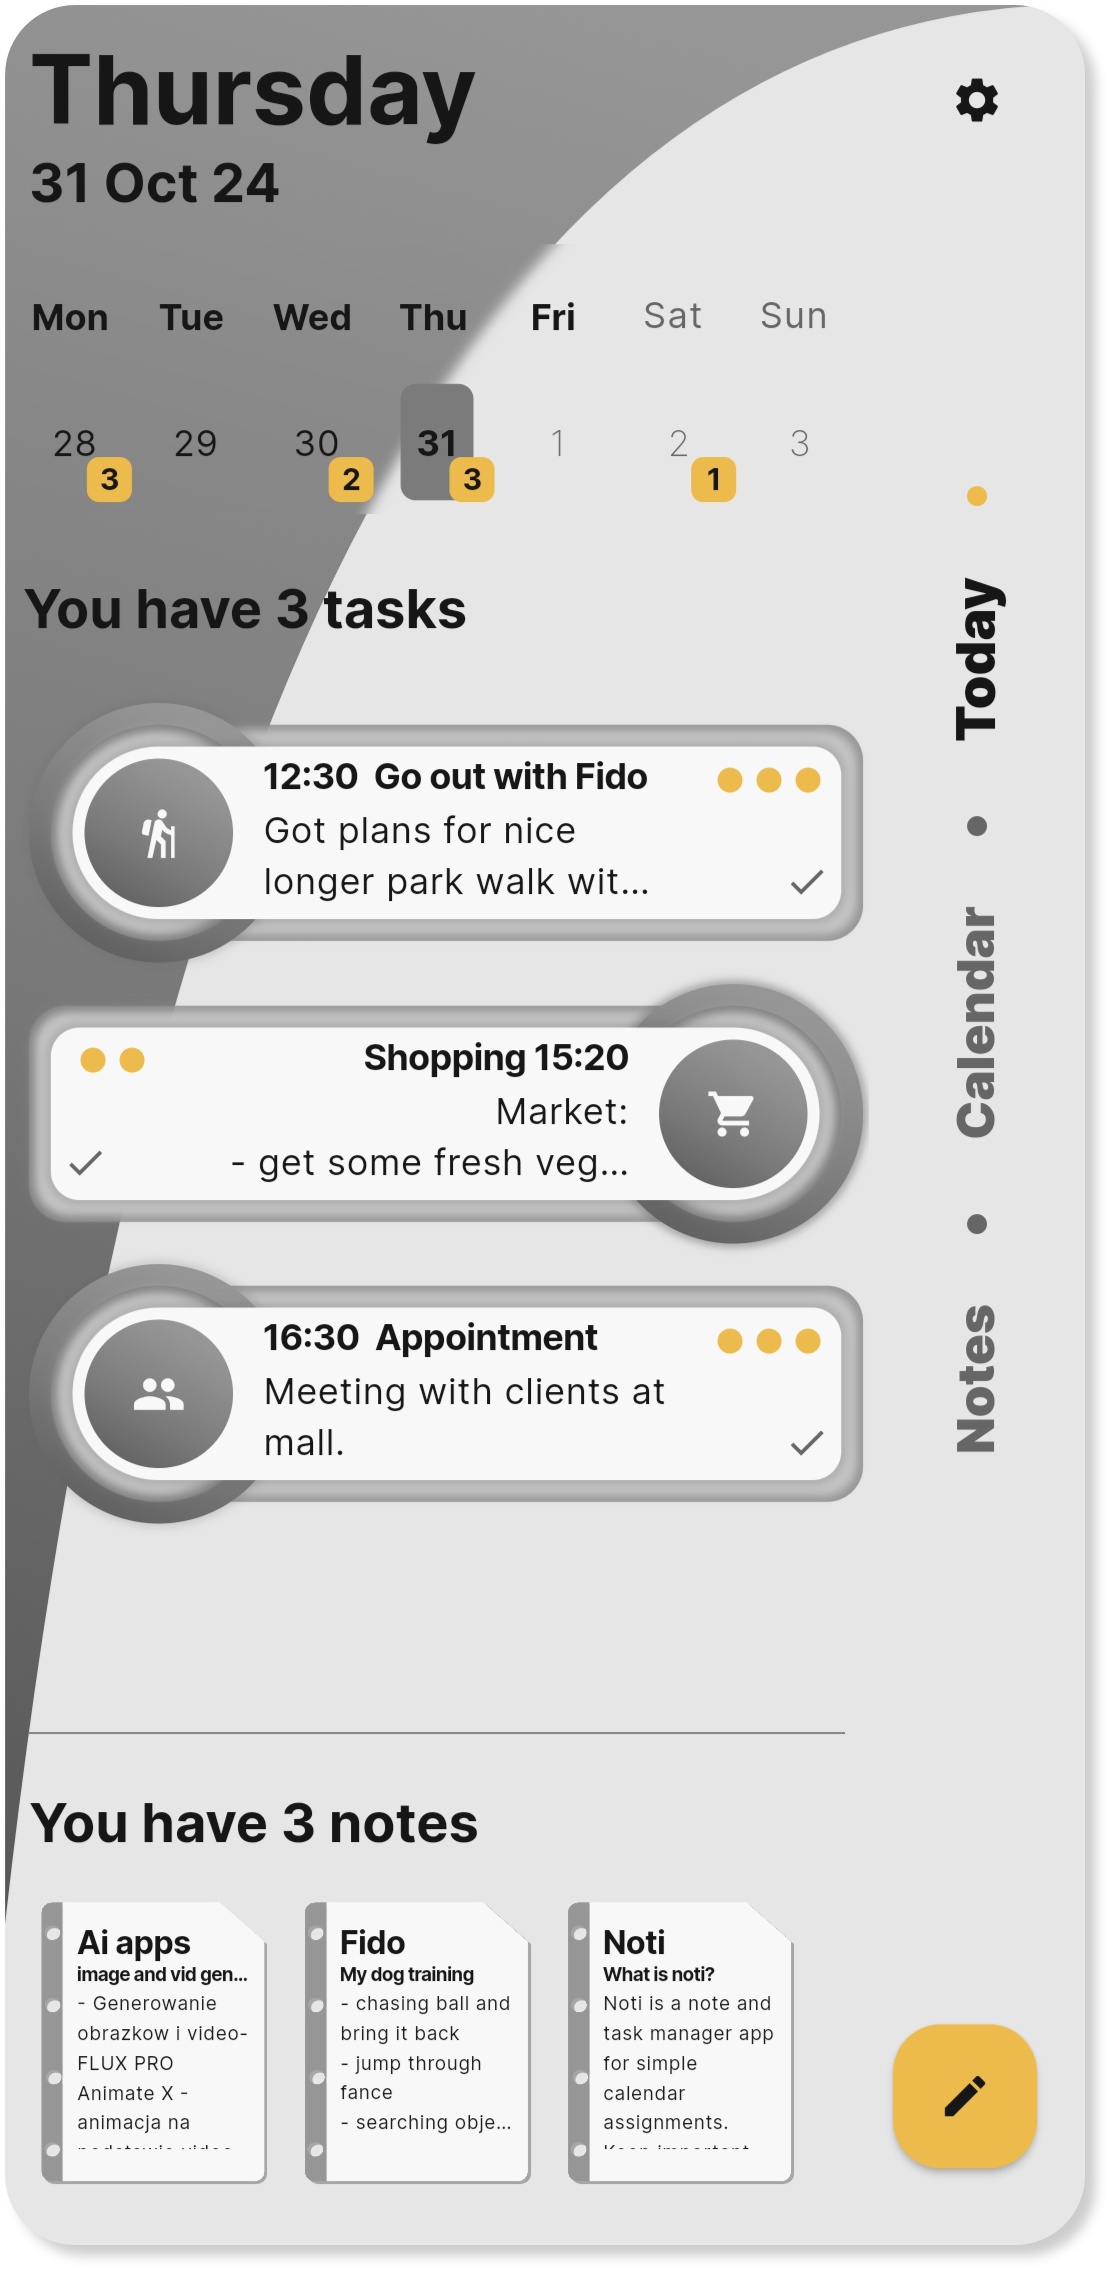 Thursday
31 Oct 24
Mon Tue Wed Thu Fri Sat Sun
28 29 30 31 1 2 3
3 2 3 1
You have 3 tasks
12:30 Go out with Fido
Got plans for nice
longer park walk wit...
Shopping 15:20
Market:
- get some fresh veg...
16:30 Appointment
Meeting with clients at
mall.
Today
Calendar
Notes
You have 3 notes
Ai apps
image and vid gen...
- Generowanie
obrazkow i video-
FLUX PRO
Animate X -
animacja na
Fido
My dog training
- chasing ball and
bring it back
- jump through
fance
- searching obje...
Noti
What is noti?
Noti is a note and
task manager app
for simple
calendar
assignments.
Keep important